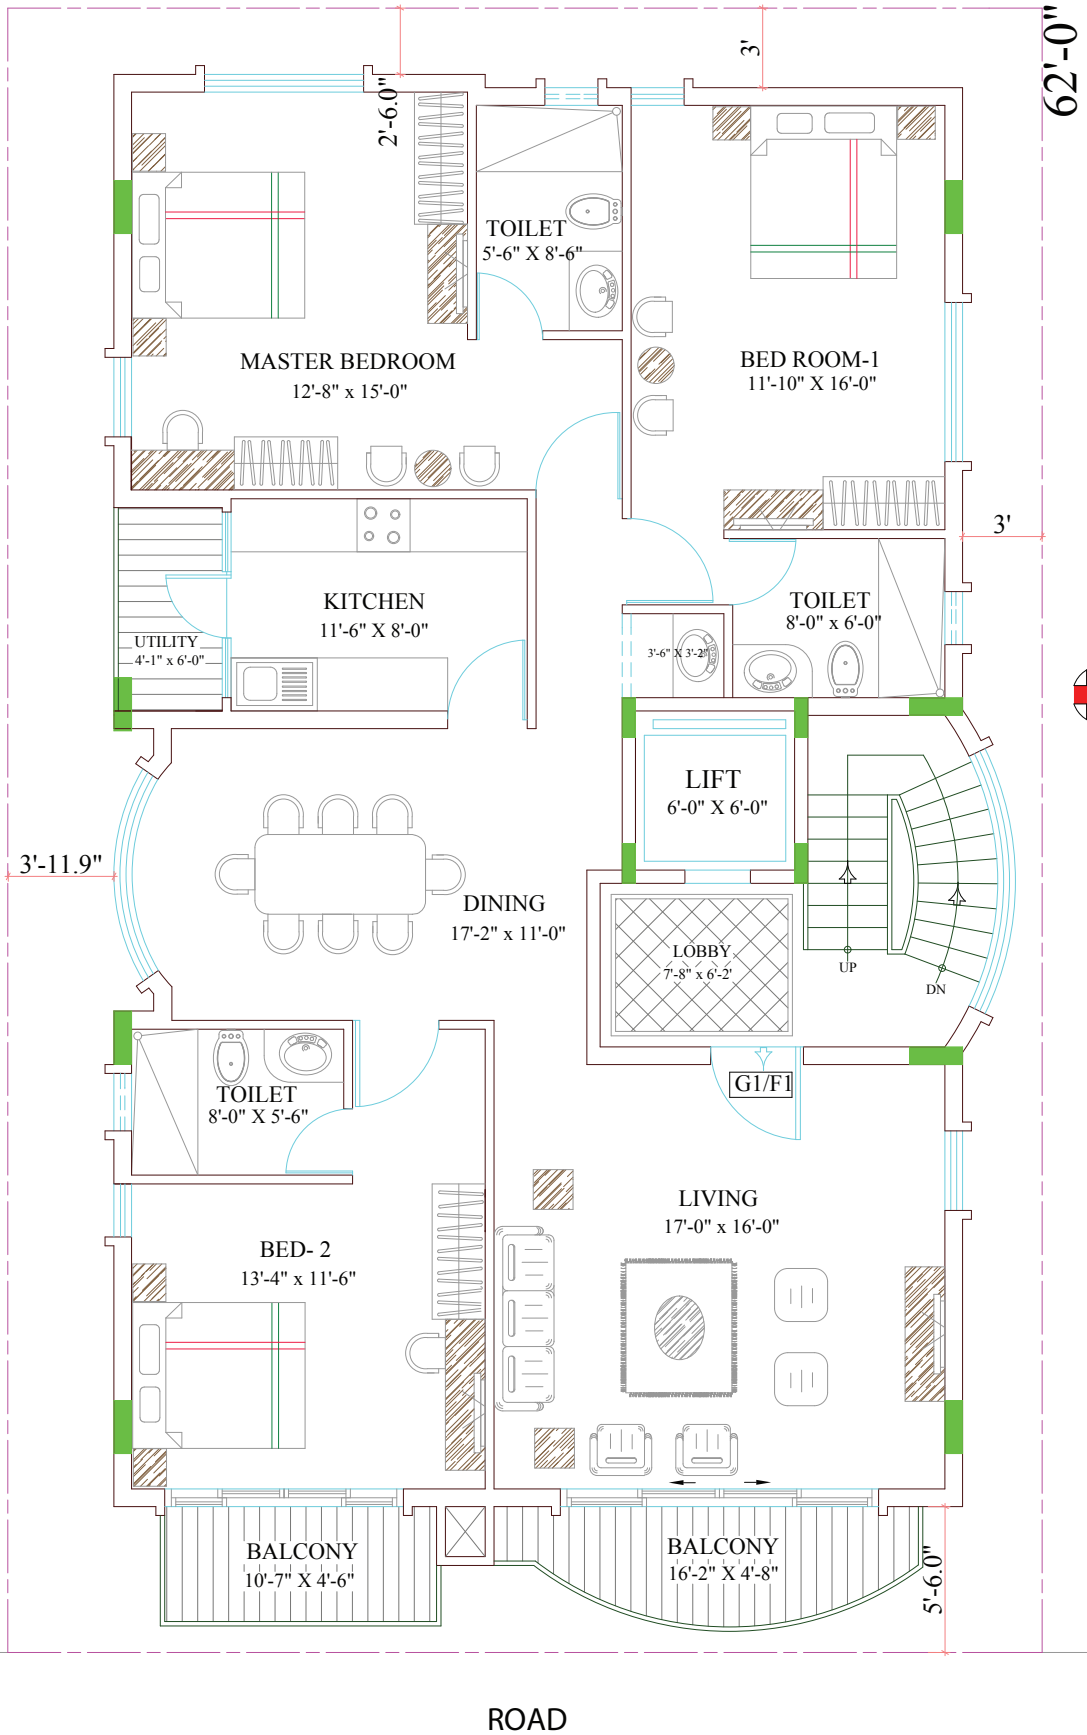 62'-0"
3'
2'-6.0"
TOILET
5'-6" X 8'-6"
MASTER BEDROOM
12'-8" x 15'-0"
BED ROOM-1
11'-10" X 16'-0"
3'
KITCHEN
11'-6" X 8'-0"
TOILET
8'-0" x 6'-0"
UTILITY
4'-1" x 6'-0"
3'-6" X 3'-2"
LIFT
6'-0" X 6'-0"
3'-11.9"
DINING
17'-2" x 11'-0"
LOBBY
7'-8" x 6'-2'
UP
DN
G1/F1
TOILET
8'-0" X 5'-6"
LIVING
17'-0" x 16'-0"
BED- 2
13'-4" x 11'-6"
BALCONY
10'-7" X 4'-6"
BALCONY
16'-2" X 4'-8"
5'-6.0"
ROAD